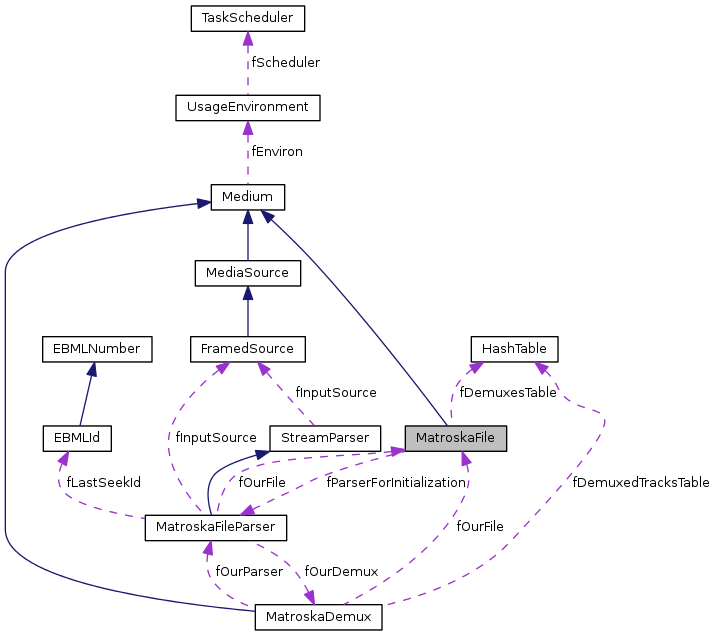 TaskScheduler
fScheduler
UsageEnvironment
fEnviron
Medium
MediaSource
EBMLNumber
FramedSource
HashTable
fInputSource
fDemuxesTable
EBMLId
fInputSource
StreamParser
MatroskaFile
fLastSeekId
fOurFile
fParserForInitialization
fDemuxedTracksTable
MatroskaFileParser
fOurFile
fOurParser
fOurDemux
MatroskaDemux